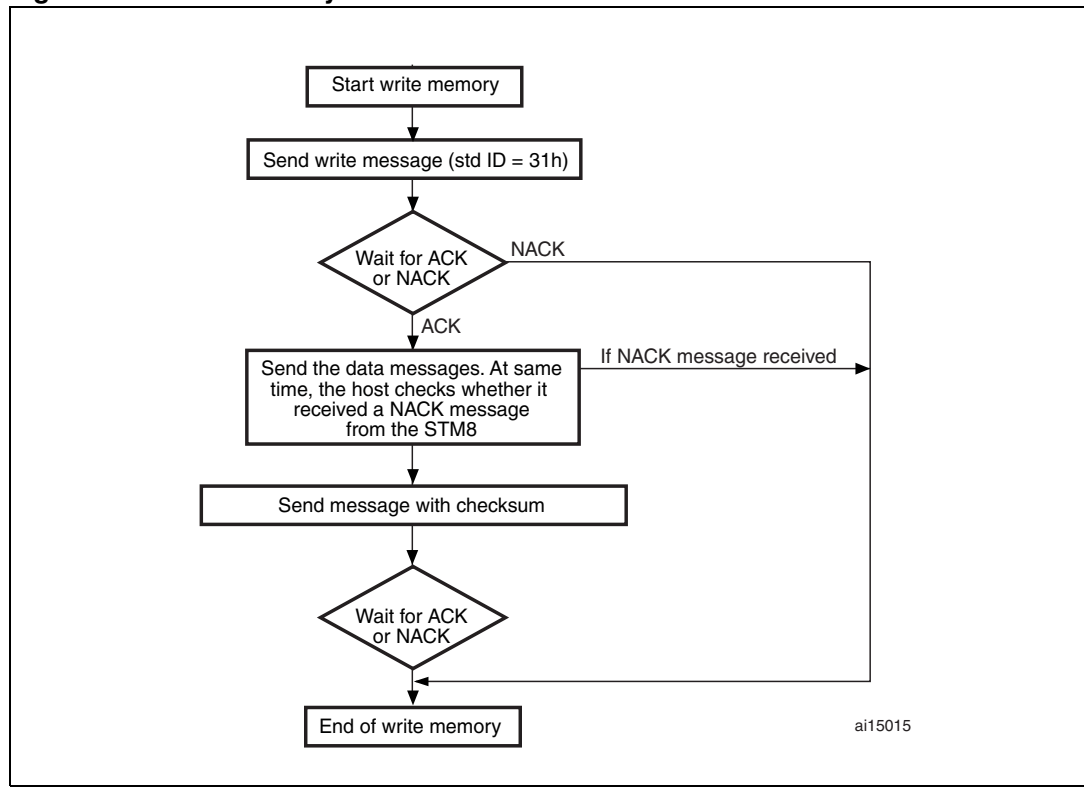 Start write memory
Send write message (std ID = 31h)
Wait for ACK
or NACK
NACK
ACK
Send the data messages. At same
time, the host checks whether it
received a NACK message
from the STM8
If NACK message received
Send message with checksum
Wait for ACK
or NACK
End of write memory
ai15015